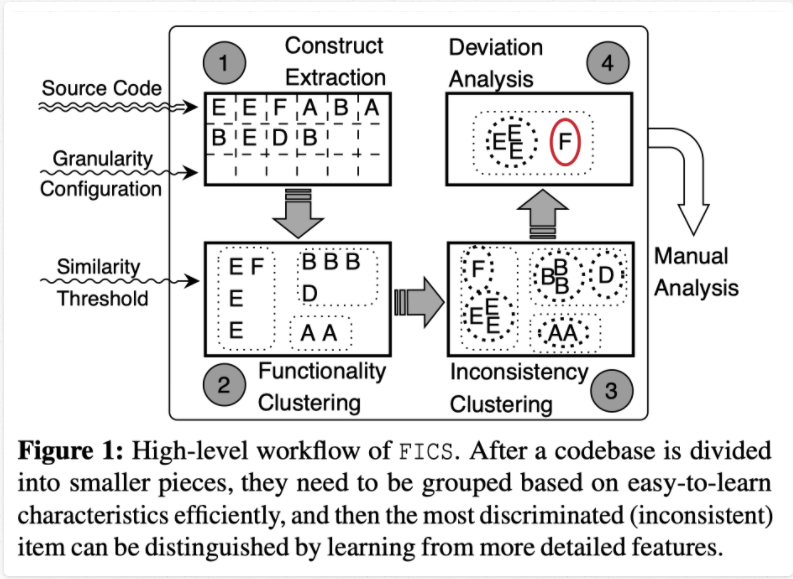 1
Construct
Extraction
Source Code
E E F A B A
B E D B
Granularity
Configuration
Deviation
Analysis
4
E E
E
F
Manual
Analysis
Similarity
Threshold
E F
E
E
B B B
D
A A
2
Functionality
Clustering
F
E E
E
B B
B
D
A A
Inconsistency
Clustering
3
Figure 1: High-level workflow of FICS. After a codebase is divided
into smaller pieces, they need to be grouped based on easy-to-learn
characteristics efficiently, and then the most discriminated (inconsistent)
item can be distinguished by learning from more detailed features.